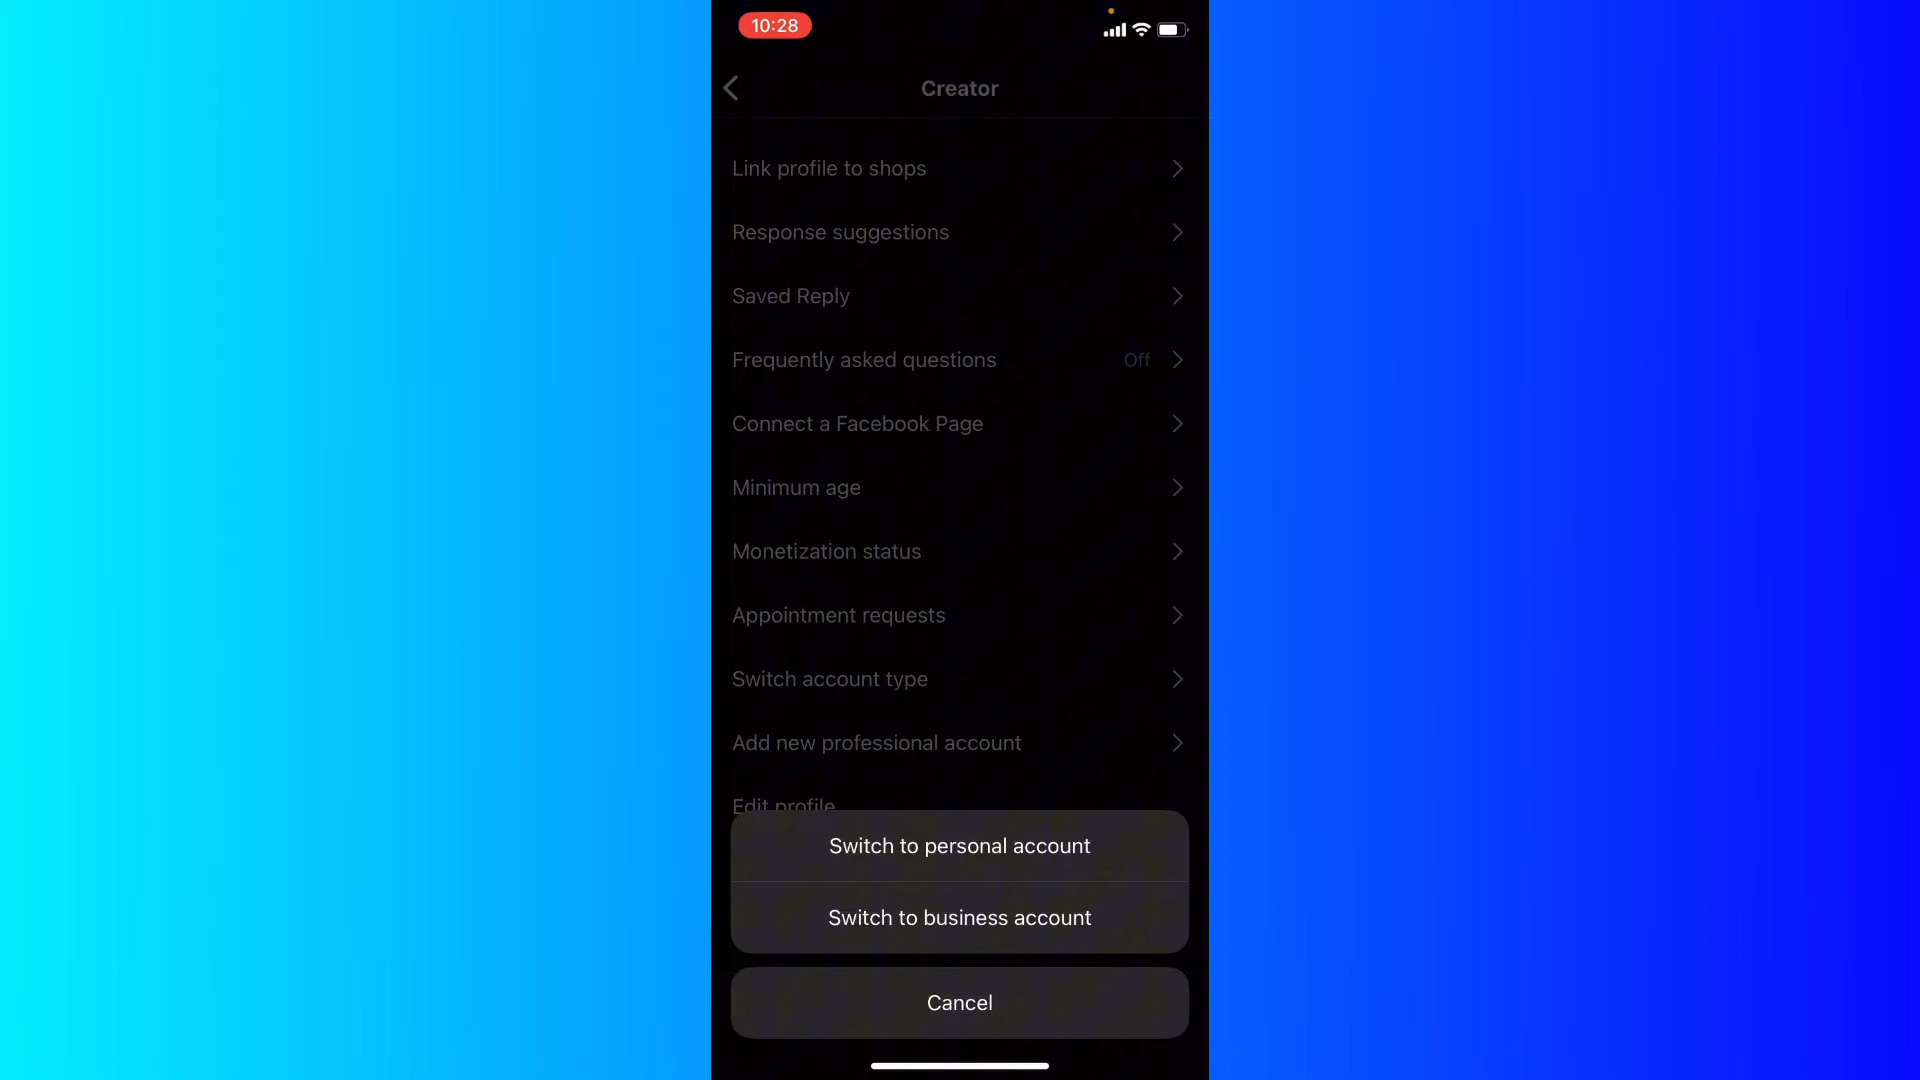 10:28
Creator
Link profile to shops
Response suggestions
Saved Reply
Frequently asked questions Off
Connect a Facebook Page
Minimum age
Monetization status
Appointment requests
Switch account type
Add new professional account
Edit profile
Switch to personal account
Switch to business account
Cancel